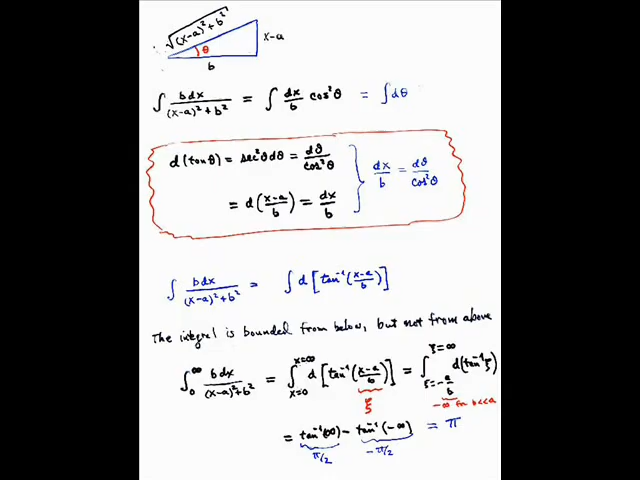 √(x-a)² + b²
x-a
θ
b
∫ b dx / ((x-a)² + b²) = ∫ dx/b cos²θ = ∫ dθ
d(tanθ) = sec²θ dθ = dθ/cos²θ
= d((x-a)/b) = dx/b
dx/b = dθ/cos²θ
∫ b dx / ((x-a)² + b²) = ∫ d[tan⁻¹((x-a)/b)]
The integral is bounded from below, but not from above
∫₀^∞ b dx / ((x-a)² + b²) = ∫_{x=0}^{x=∞} d[tan⁻¹((x-a)/b)] = ∫_{ξ=-a/b}^{ξ=∞} d(tan⁻¹ξ)
ξ
-∞ for b<<a
= tan⁻¹(∞) - tan⁻¹(-∞) = π
π/2
-π/2